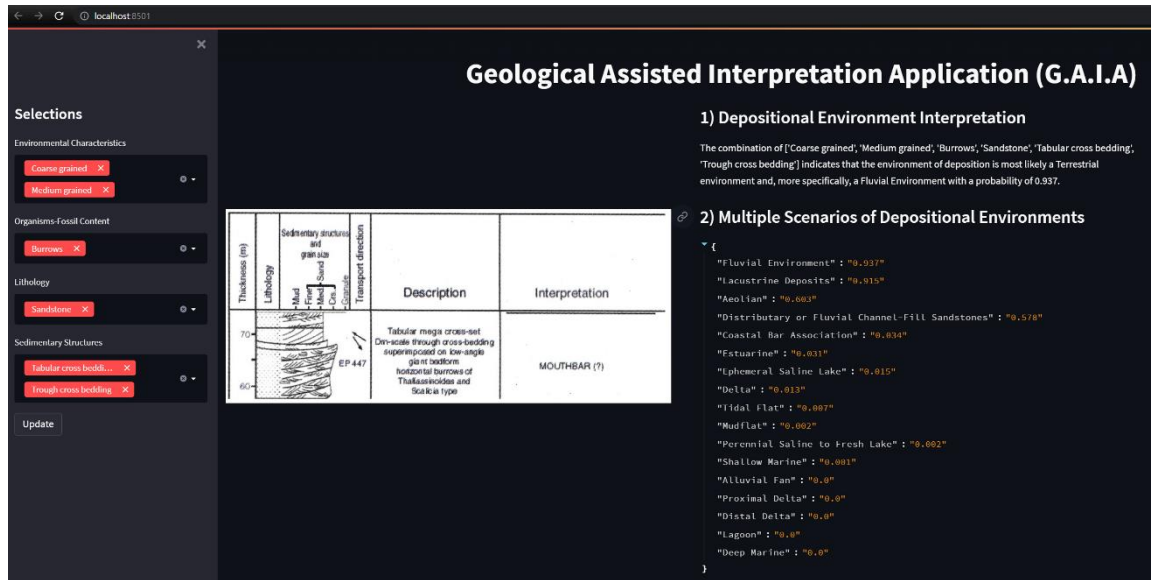 localhost:8501
Geological Assisted Interpretation Application (G.A.I.A)
Selections
Environmental Characteristics
Coarse grained ×
Medium grained ×
Organisms-Fossil Content
Burrows ×
Lithology
Sandstone ×
Sedimentary Structures
Tabular cross beddi... ×
Trough cross bedding ×
Update
Thickness (m)
Lithology
Sedimentary structures
and
grain size
Mud
Fine
Med.
Sand
Crs.
Granule
Transport direction
Description
Interpretation
70
60
EP 447
Tabular mega cross-set
Dm-scale through cross-bedding
superimposed on low-angle
giant bedform
horizontal burrows of
Thallassinoides and
Scalicia type
MOUTHBAR (?)
1) Depositional Environment Interpretation
The combination of ['Coarse grained', 'Medium grained', 'Burrows', 'Sandstone', 'Tabular cross bedding',
'Trough cross bedding'] indicates that the environment of deposition is most likely a Terrestrial
environment and, more specifically, a Fluvial Environment with a probability of 0.937.
2) Multiple Scenarios of Depositional Environments
{
"Fluvial Environment" : "0.937"
"Lacustrine Deposits" : "0.915"
"Aeolian" : "0.603"
"Distributary or Fluvial Channel-Fill Sandstones" : "0.578"
"Coastal Bar Association" : "0.034"
"Estuarine" : "0.031"
"Ephemeral Saline Lake" : "0.015"
"Delta" : "0.013"
"Tidal Flat" : "0.007"
"Mudflat" : "0.002"
"Perennial Saline to Fresh Lake" : "0.002"
"Shallow Marine" : "0.001"
"Alluvial Fan" : "0.0"
"Proximal Delta" : "0.0"
"Distal Delta" : "0.0"
"Lagoon" : "0.0"
"Deep Marine" : "0.0"
}